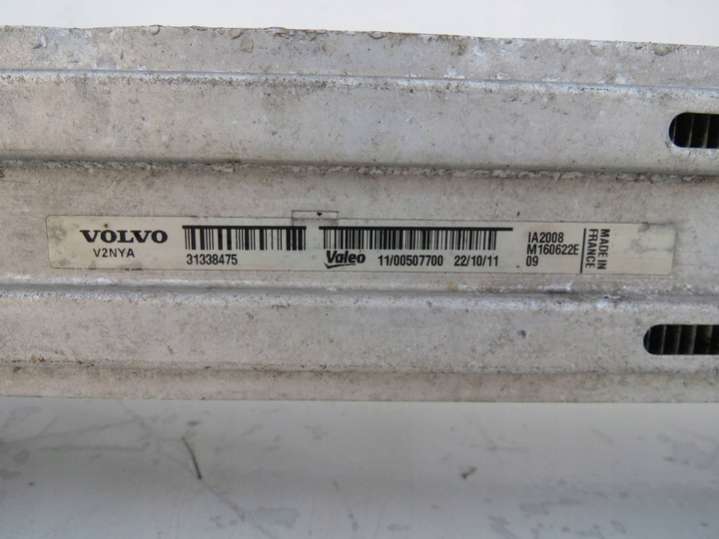 VOLVO
V2NYA
31338475
Valeo 11/00507700 22/10/11
IA2008
M160622E
09
MADE IN
FRANCE